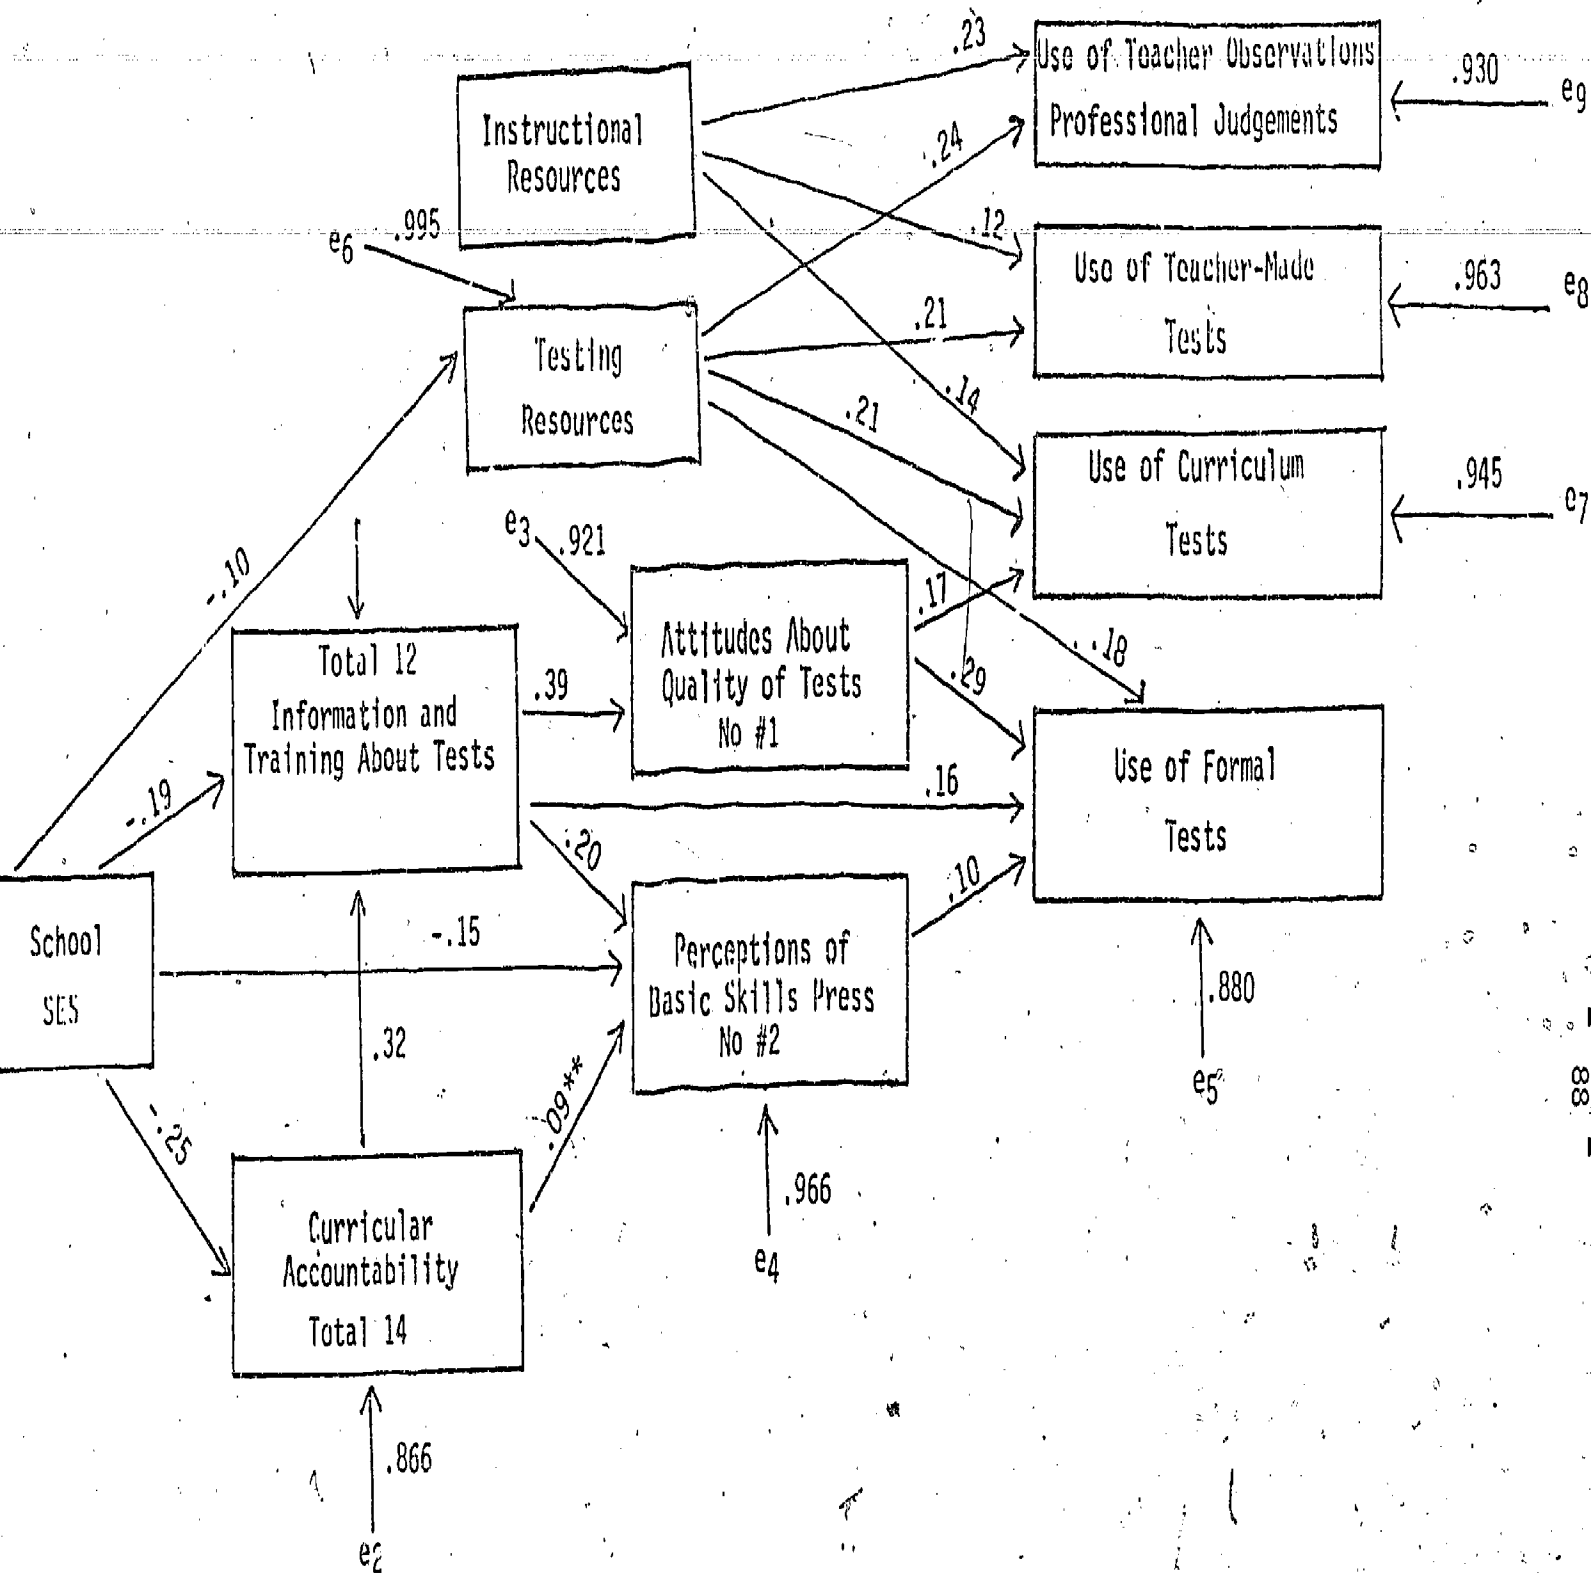 .23
Use of Teacher Observations
Professional Judgements
.930
e9
Instructional
Resources
.24
.995
e6
.12
Use of Teacher-Made
Tests
.963
e8
Testing
Resources
.21
.14
.21
Use of Curriculum
Tests
.945
e7
e3
.921
-.10
Attitudes About
Quality of Tests
No #1
.17
.18
.29
Total 12
Information and
Training About Tests
.39
Use of Formal
Tests
.16
-.19
.20
.10
School
SES
-.15
Perceptions of
Basic Skills Press
No #2
.880
e5
.32
.09**
-.25
- 88 -
Curricular
Accountability
Total 14
.966
e4
.866
e2